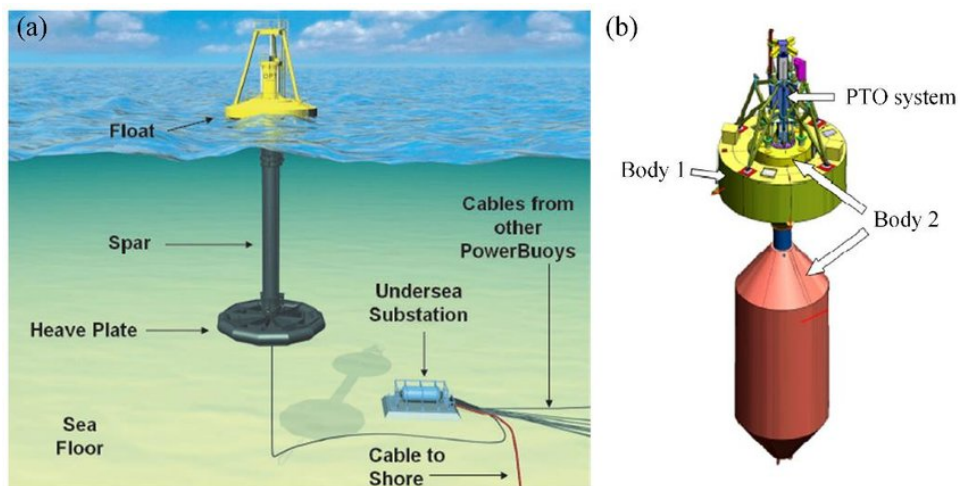 (a)
Float
Spar
Heave Plate
Sea
Floor
Cables from
other
PowerBuoys
Undersea
Substation
Cable to
Shore
(b)
PTO system
Body 1
Body 2